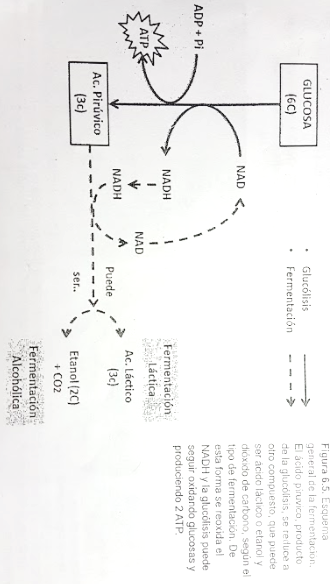 Figura 6.5. Esquema
general de la fermentación.
El ácido pirúvico, producto
de la glucólisis, se reduce a
otro compuesto, que puede
ser ácido láctico o etanol y
dióxido de carbono, según el
tipo de fermentación. De
esta forma se reoxida el
NADH y la glucólisis puede
seguir oxidando glucosas y
produciendo 2 ATP.
• Glucólisis
• Fermentación
GLUCOSA
(6C)
ADP + Pi
ATP
NAD
NADH
NADH
NAD
Ac. Pirúvico
(3c)
Puede
ser..
Fermentación
Láctica
Ac. Láctico
(3c)
Etanol (2C)
+ CO2
Fermentación
Alcohólica